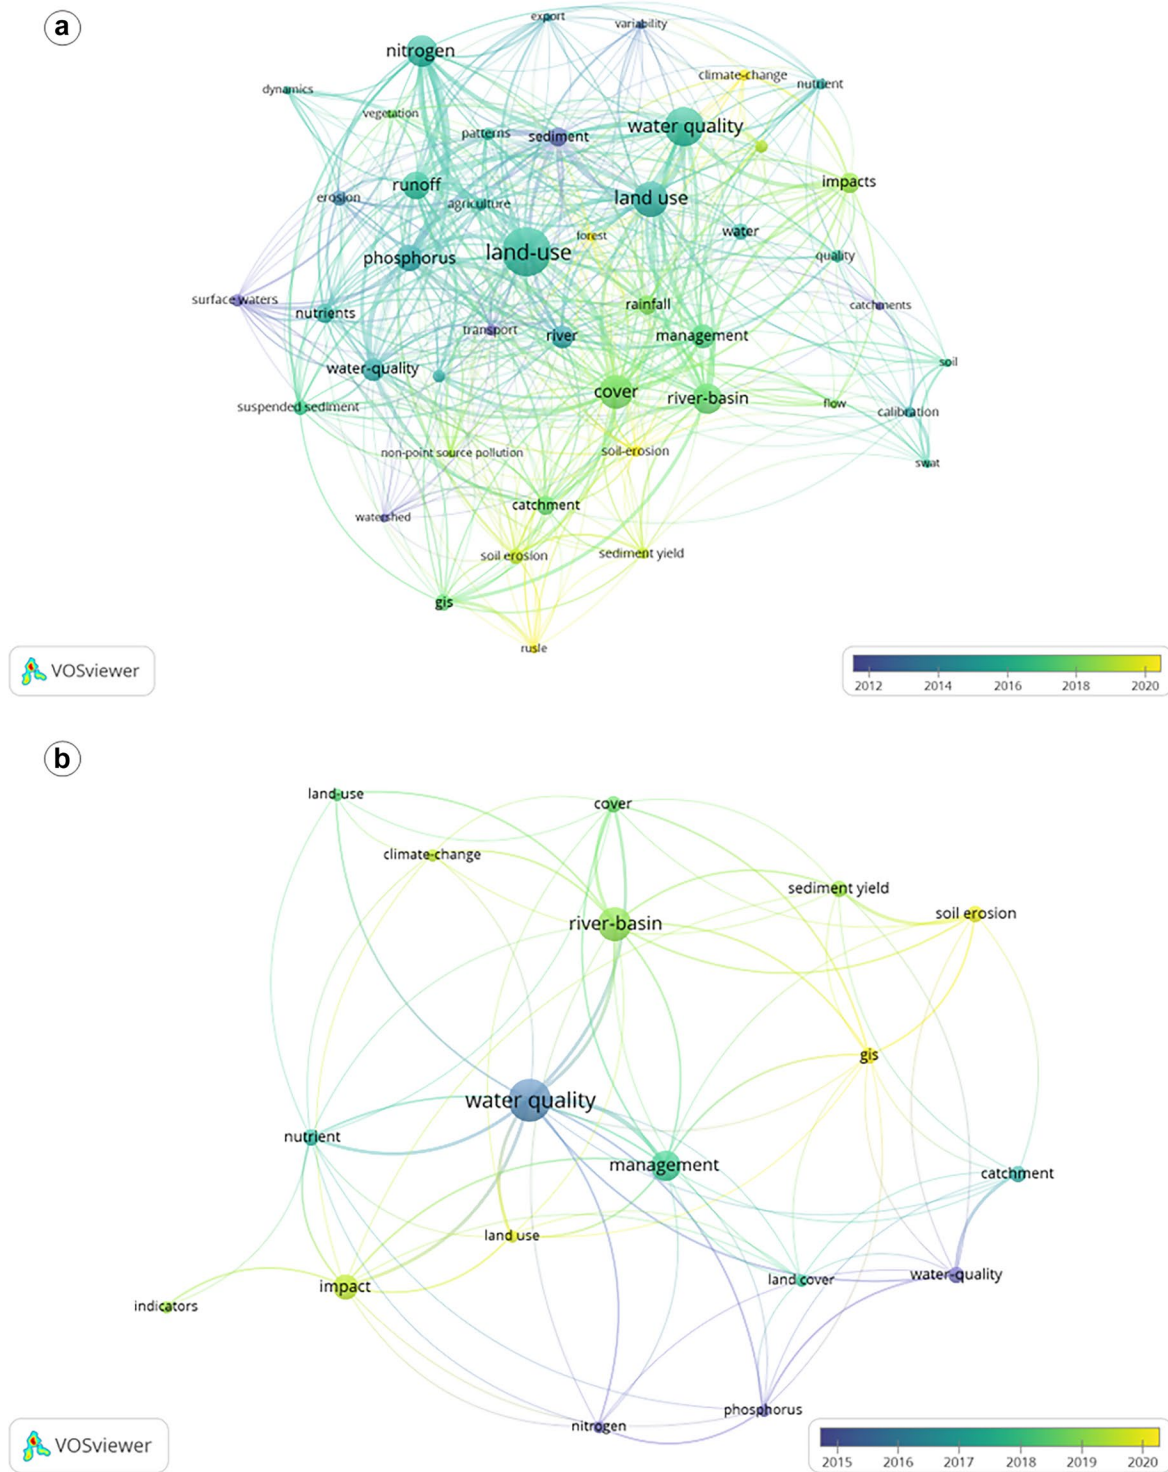 a
export
variability
nitrogen
climate-change
nutrient
dynamics
vegetation
patterns
sediment
water quality
runoff
impacts
erosion
agriculture
land use
forest
water
land-use
phosphorus
quality
surface waters
nutrients
rainfall
catchments
transport
river
management
water-quality
soil
cover
river-basin
suspended sediment
flow
calibration
non-point source pollution
soil-erosion
swat
catchment
watershed
soil erosion
sediment yield
gis
rusle
VOSviewer
2012 2014 2016 2018 2020
b
land-use
cover
climate-change
sediment yield
river-basin
soil erosion
gis
water quality
nutrient
management
catchment
land use
impact
land cover
water-quality
indicators
phosphorus
nitrogen
VOSviewer
2015 2016 2017 2018 2019 2020